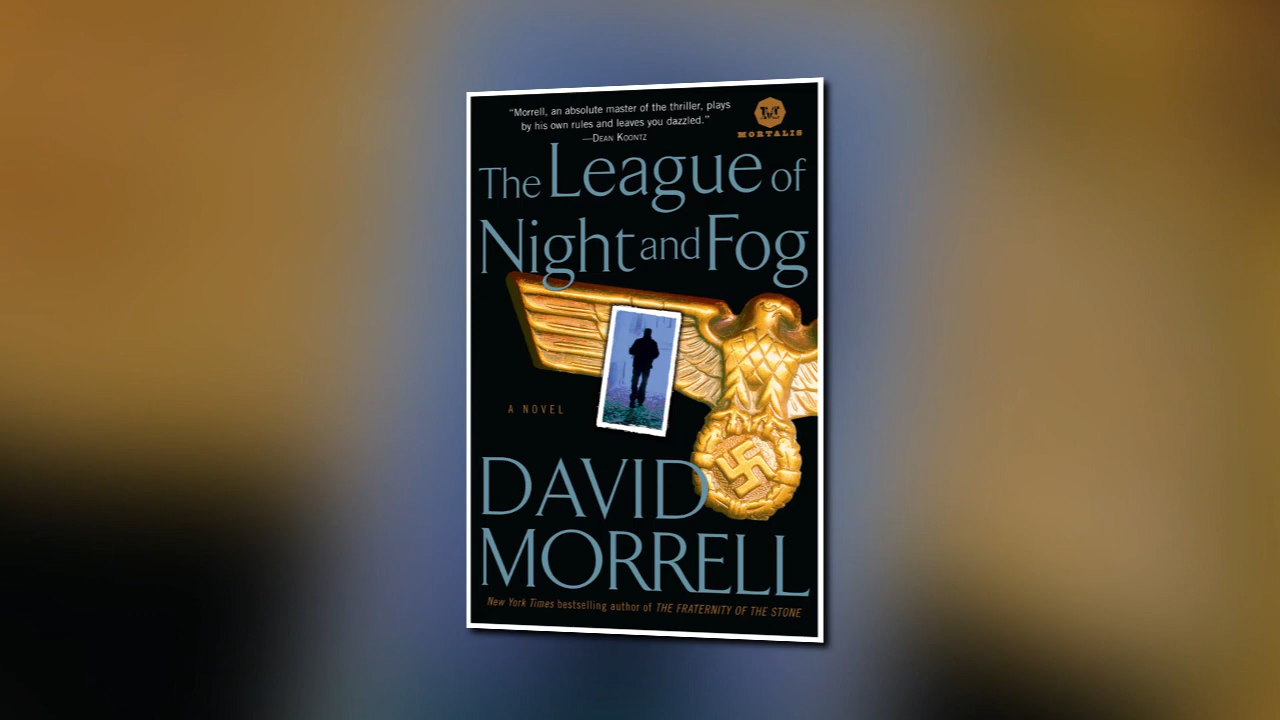 “Morrell, an absolute master of the thriller, plays
by his own rules and leaves you dazzled.”
—Dean Koontz
MORTALIS
The League of
Night and Fog
A NOVEL
DAVID
MORRELL
New York Times bestselling author of THE FRATERNITY OF THE STONE